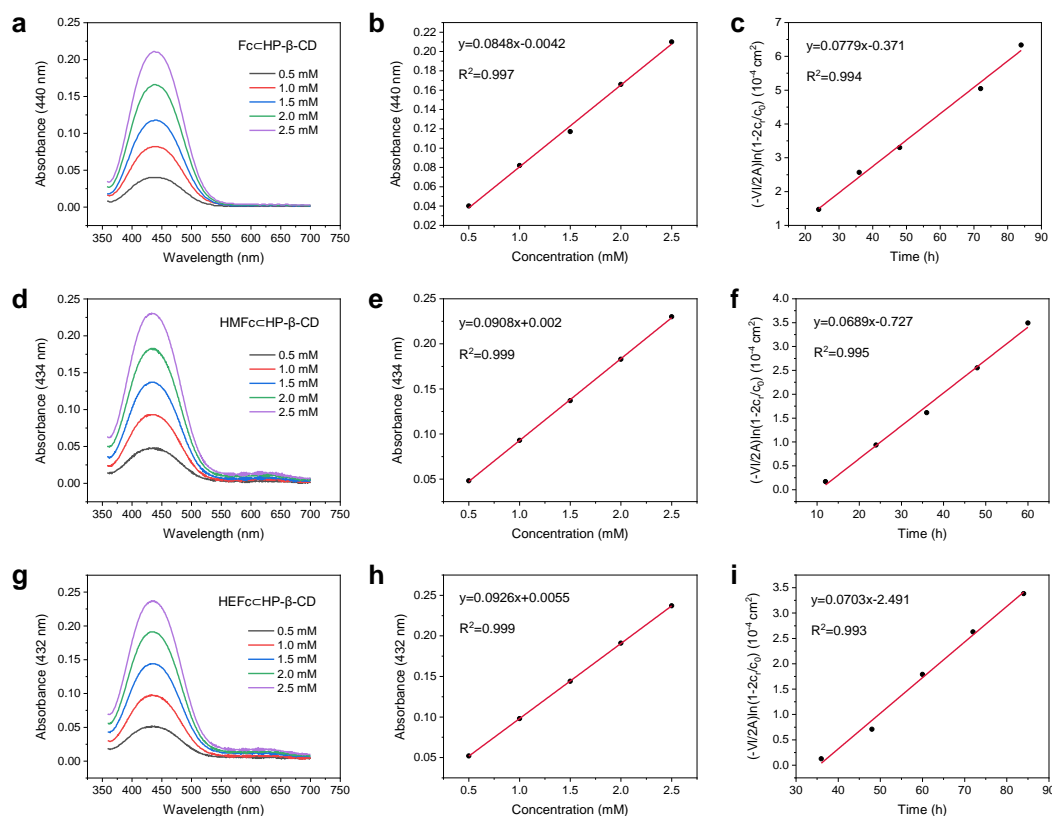 a
Fc⊂HP-β-CD
0.5 mM
1.0 mM
1.5 mM
2.0 mM
2.5 mM
0.25
0.20
0.15
0.10
0.05
0.00
350 400 450 500 550 600 650 700 750
Wavelength (nm)
Absorbance (440 nm)
b
y=0.0848x-0.0042
R²=0.997
0.22
0.20
0.18
0.16
0.14
0.12
0.10
0.08
0.06
0.04
0.02
0.5 1.0 1.5 2.0 2.5
Concentration (mM)
Absorbance (440 nm)
c
y=0.0779x-0.371
R²=0.994
7
6
5
4
3
2
1
20 30 40 50 60 70 80 90
Time (h)
(-Vl/2A)ln(1-2cᵣ/c₀) (10⁻⁴ cm²)
d
HMFc⊂HP-β-CD
0.5 mM
1.0 mM
1.5 mM
2.0 mM
2.5 mM
0.25
0.20
0.15
0.10
0.05
0.00
350 400 450 500 550 600 650 700 750
Wavelength (nm)
Absorbance (434 nm)
e
y=0.0908x+0.002
R²=0.999
0.25
0.20
0.15
0.10
0.05
0.5 1.0 1.5 2.0 2.5
Concentration (mM)
Absorbance (434 nm)
f
y=0.0689x-0.727
R²=0.995
4.0
3.5
3.0
2.5
2.0
1.5
1.0
0.5
0.0
10 20 30 40 50 60
Time (h)
(-Vl/2A)ln(1-2cᵣ/c₀) (10⁻⁴ cm²)
g
HEFc⊂HP-β-CD
0.5 mM
1.0 mM
1.5 mM
2.0 mM
2.5 mM
0.25
0.20
0.15
0.10
0.05
0.00
350 400 450 500 550 600 650 700 750
Wavelength (nm)
Absorbance (432 nm)
h
y=0.0926x+0.0055
R²=0.999
0.25
0.20
0.15
0.10
0.05
0.5 1.0 1.5 2.0 2.5
Concentration (mM)
Absorbance (432 nm)
i
y=0.0703x-2.491
R²=0.993
3.5
3.0
2.5
2.0
1.5
1.0
0.5
0.0
30 40 50 60 70 80 90
Time (h)
(-Vl/2A)ln(1-2cᵣ/c₀) (10⁻⁴ cm²)